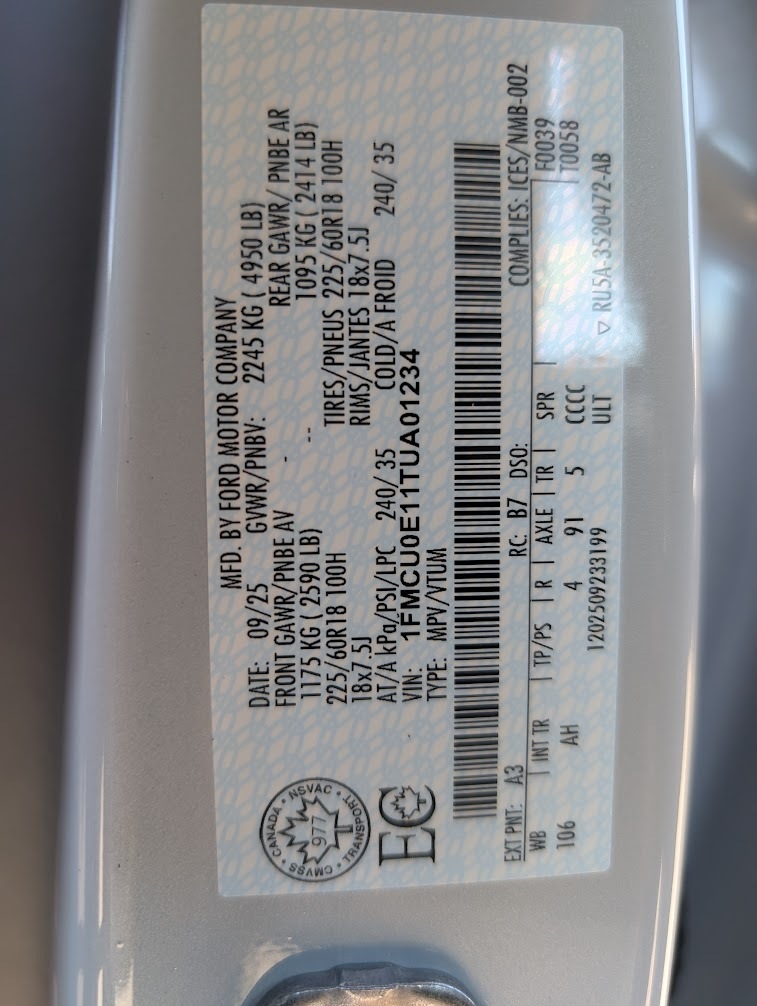 MFD. BY FORD MOTOR COMPANY
DATE: 09/25 GVWR/PNBV: 2245 KG ( 4950 LB)
FRONT GAWR/PNBE AV - REAR GAWR/ PNBE AR
1175 KG ( 2590 LB) -- 1095 KG ( 2414 LB)
225/60R18 100H TIRES/PNEUS 225/60R18 100H
18x7.5J RIMS/JANTES 18x7.5J
AT/A kPa/PSI/LPC 240/ 35 COLD/A FROID 240/ 35
VIN: 1FMCU0E11TUA01234
TYPE: MPV/VTUM
CANADA • NSVAC • TRANSPORT • CMVSS •
977
EC
COMPLIES: ICES/NMB-002
EXT PNT: A3 RC: B7 DSO: F0039
WB | INT TR | TP/PS | R | AXLE | TR | SPR | T0058
106 AH 4 91 5 CCCC
ULT
1202509233199 ▽ RU5A-3520472-AB